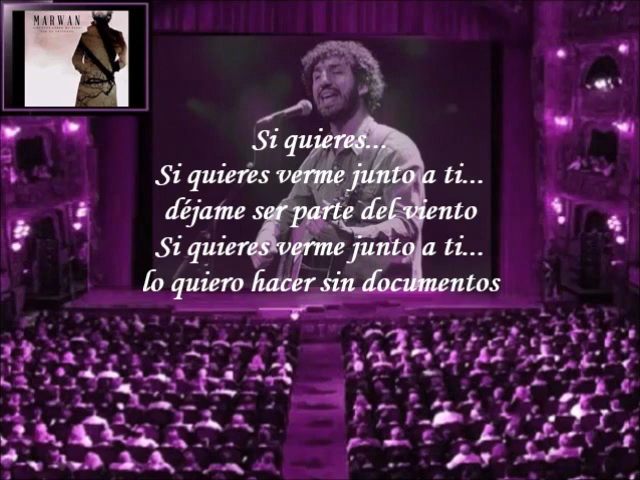 MARWAN
Si quieres...
Si quieres verme junto a ti...
déjame ser parte del viento
Si quieres verme junto a ti...
lo quiero hacer sin documentos